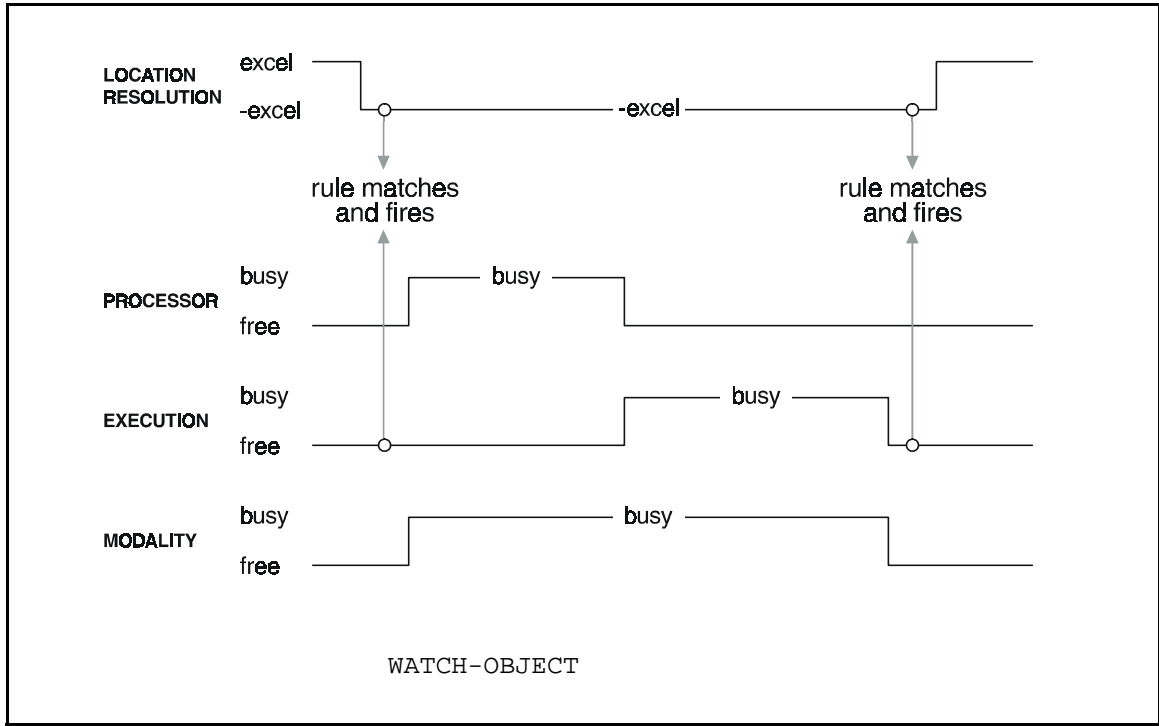 excel
LOCATION
RESOLUTION
-excel
-excel
rule matches
and fires
rule matches
and fires
busy
busy
PROCESSOR
free
busy
busy
EXECUTION
free
busy
busy
MODALITY
free
WATCH-OBJECT